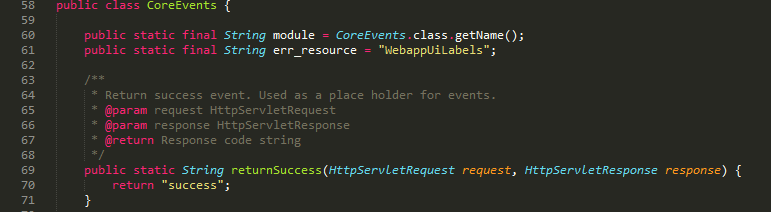 58 public class CoreEvents {
59
60 public static final String module = CoreEvents.class.getName();
61 public static final String err_resource = "WebappUiLabels";
62
63 /**
64 * Return success event. Used as a place holder for events.
65 * @param request HttpServletRequest
66 * @param response HttpServletResponse
67 * @return Response code string
68 */
69 public static String returnSuccess(HttpServletRequest request, HttpServletResponse response) {
70 return "success";
71 }